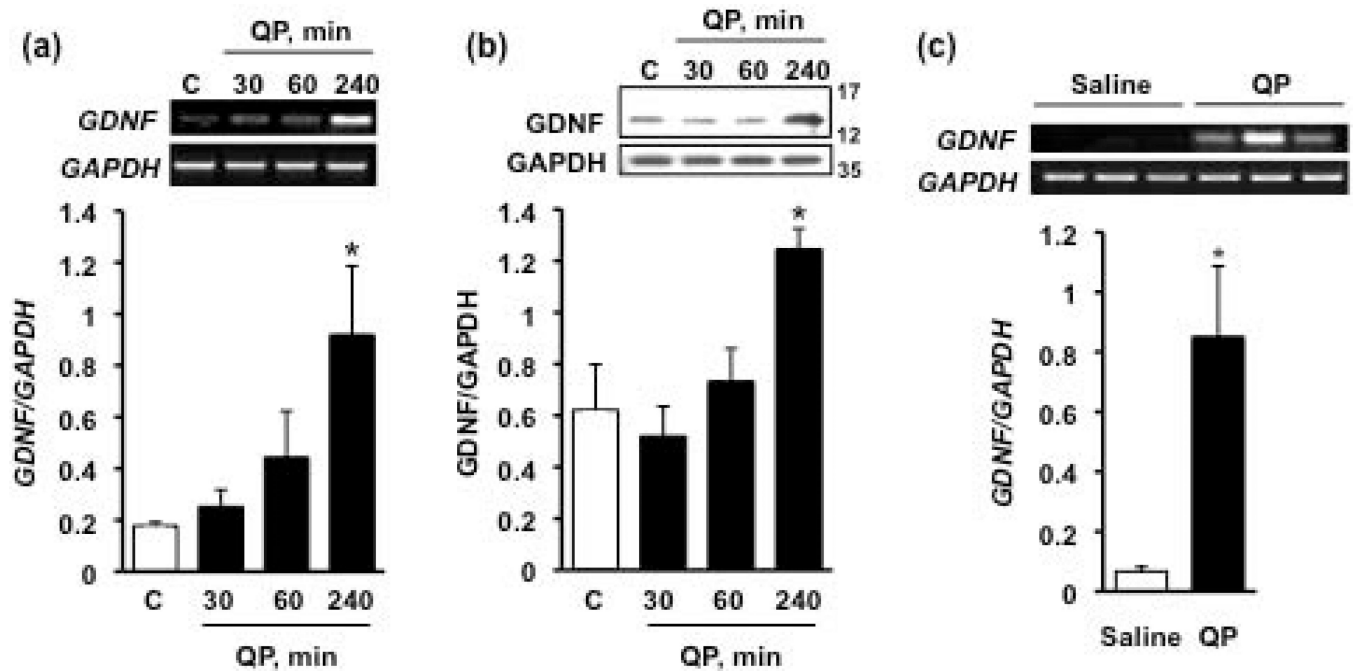 (a)
QP, min
C 30 60 240
GDNF
GAPDH
1.4
1.2
1
0.8
0.6
0.4
0.2
0
GDNF/GAPDH
*
C 30 60 240
QP, min
(b)
QP, min
C 30 60 240
GDNF
17
12
GAPDH
35
1.4
1.2
1
0.8
0.6
0.4
0.2
0
GDNF/GAPDH
*
C 30 60 240
QP, min
(c)
Saline QP
GDNF
GAPDH
1.2
1
0.8
0.6
0.4
0.2
0
GDNF/GAPDH
*
Saline QP